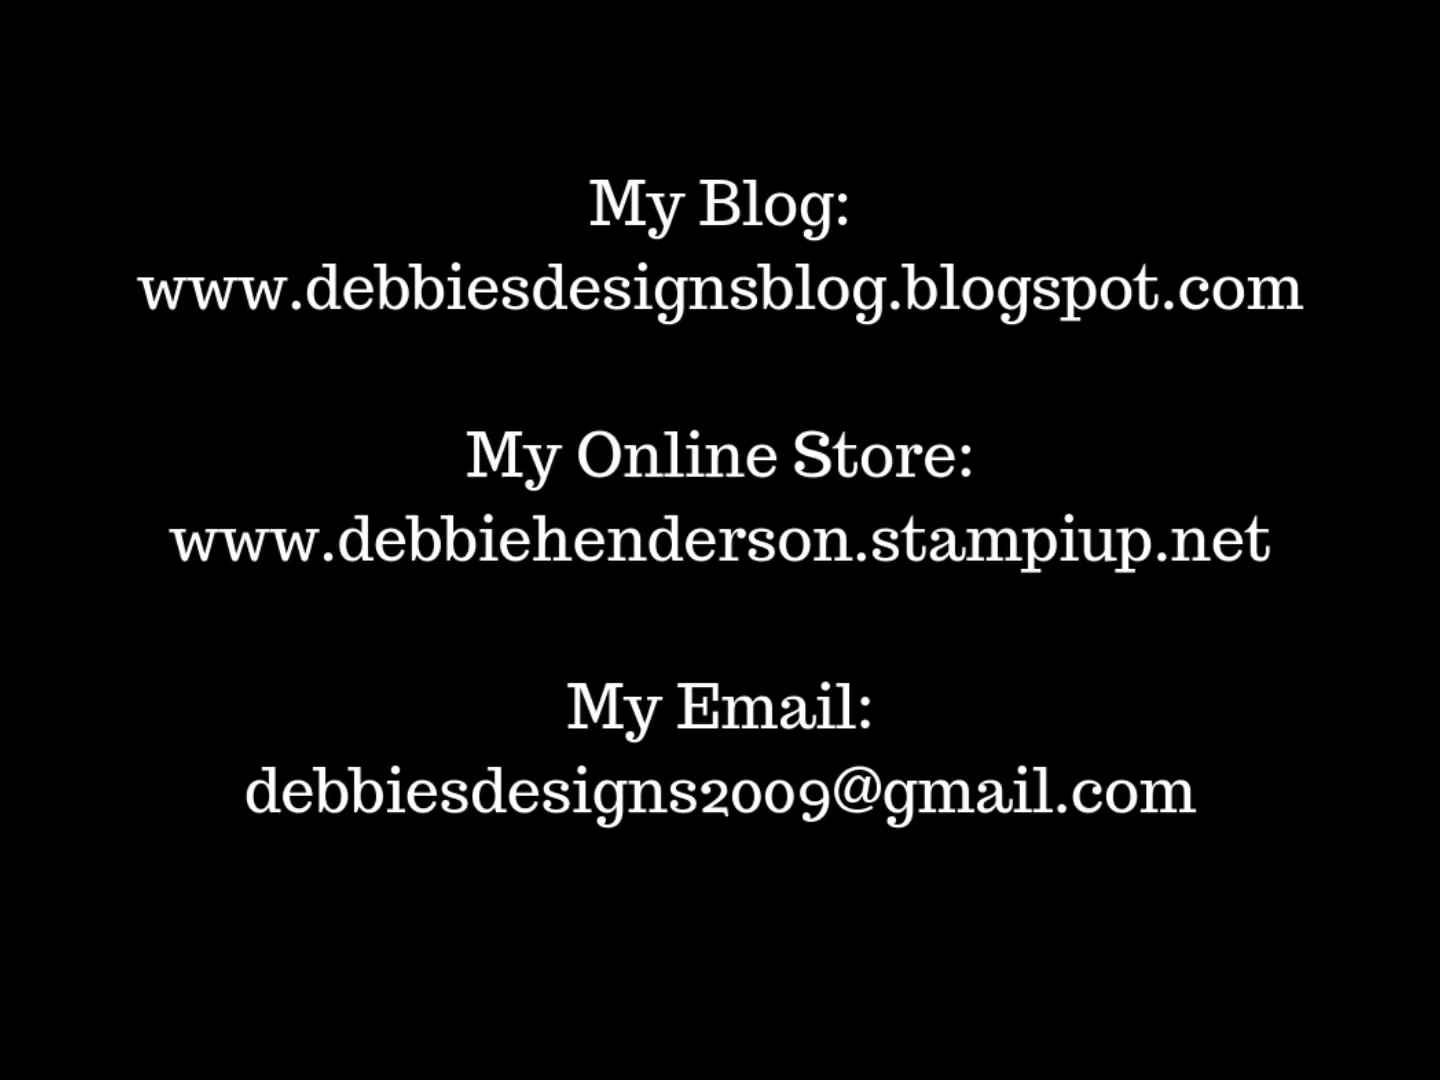 My Blog:
www.debbiesdesignsblog.blogspot.com
My Online Store:
www.debbiehenderson.stampiup.net
My Email:
debbiesdesigns2009@gmail.com